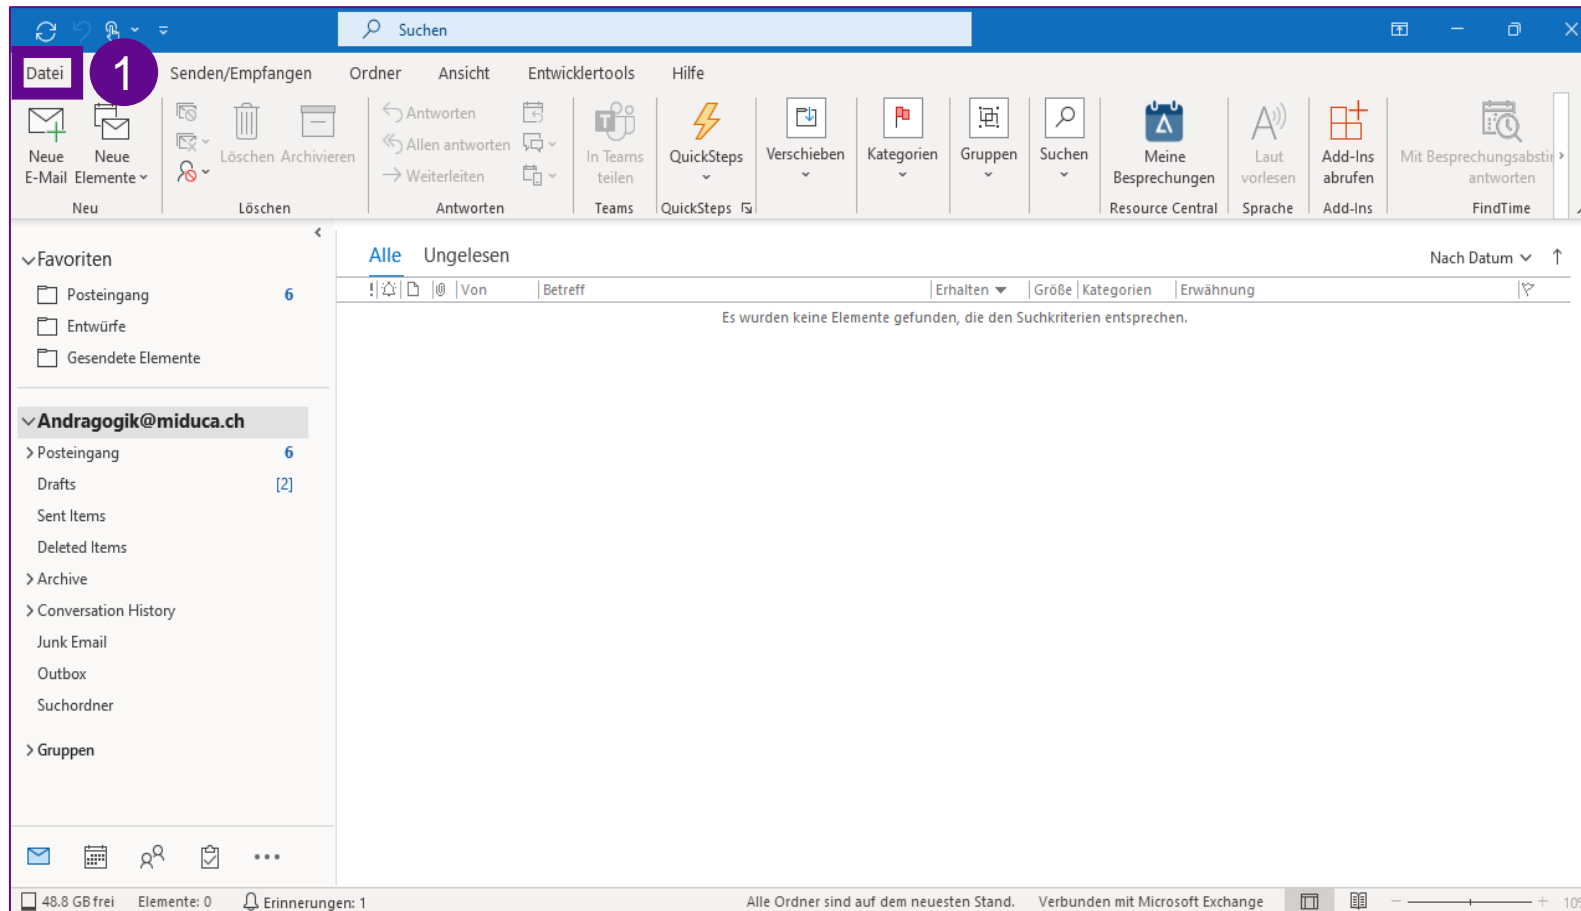 Suchen
Datei 1 Senden/Empfangen Ordner Ansicht Entwicklertools Hilfe
Neue E-Mail
Neue Elemente
Löschen Archivieren
Antworten
Allen antworten
Weiterleiten
In Teams teilen
QuickSteps
Verschieben
Kategorien
Gruppen
Suchen
Meine Besprechungen
Laut vorlesen
Add-Ins abrufen
Mit Besprechungsabstin
antworten
Neu Löschen Antworten Teams QuickSteps Resource Central Sprache Add-Ins FindTime
Favoriten
Posteingang 6
Entwürfe
Gesendete Elemente
Andragogik@miduca.ch
Posteingang 6
Drafts [2]
Sent Items
Deleted Items
Archive
Conversation History
Junk Email
Outbox
Suchordner
Gruppen
Alle Ungelesen Nach Datum
Von Betreff Erhalten Größe Kategorien Erwähnung
Es wurden keine Elemente gefunden, die den Suchkriterien entsprechen.
48.8 GB frei Elemente: 0 Erinnerungen: 1 Alle Ordner sind auf dem neuesten Stand. Verbunden mit Microsoft Exchange